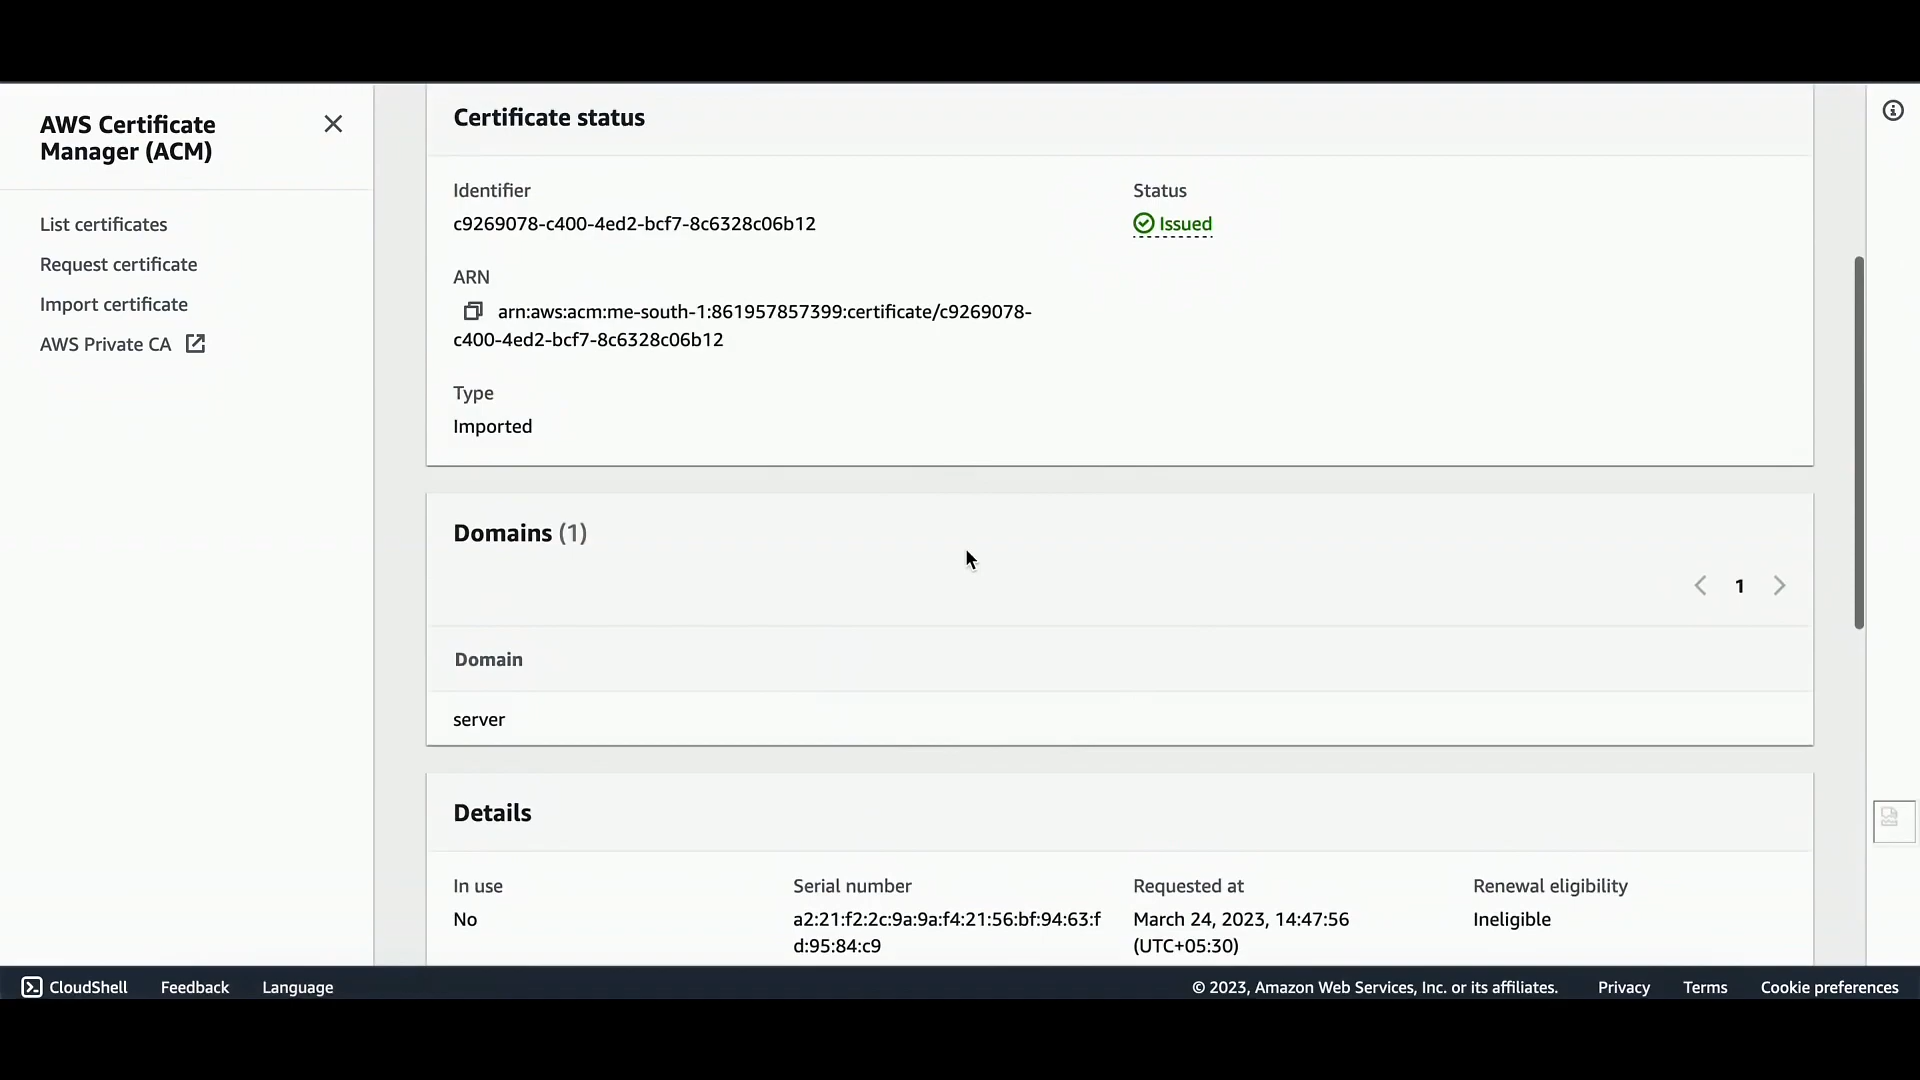 AWS Certificate
Manager (ACM)
List certificates
Request certificate
Import certificate
AWS Private CA
Certificate status
Identifier
c9269078-c400-4ed2-bcf7-8c6328c06b12
Status
Issued
ARN
arn:aws:acm:me-south-1:861957857399:certificate/c9269078-
c400-4ed2-bcf7-8c6328c06b12
Type
Imported
Domains (1)
1
Domain
server
Details
In use
No
Serial number
a2:21:f2:2c:9a:9a:f4:21:56:bf:94:63:f
d:95:84:c9
Requested at
March 24, 2023, 14:47:56
(UTC+05:30)
Renewal eligibility
Ineligible
CloudShell Feedback Language © 2023, Amazon Web Services, Inc. or its affiliates. Privacy Terms Cookie preferences